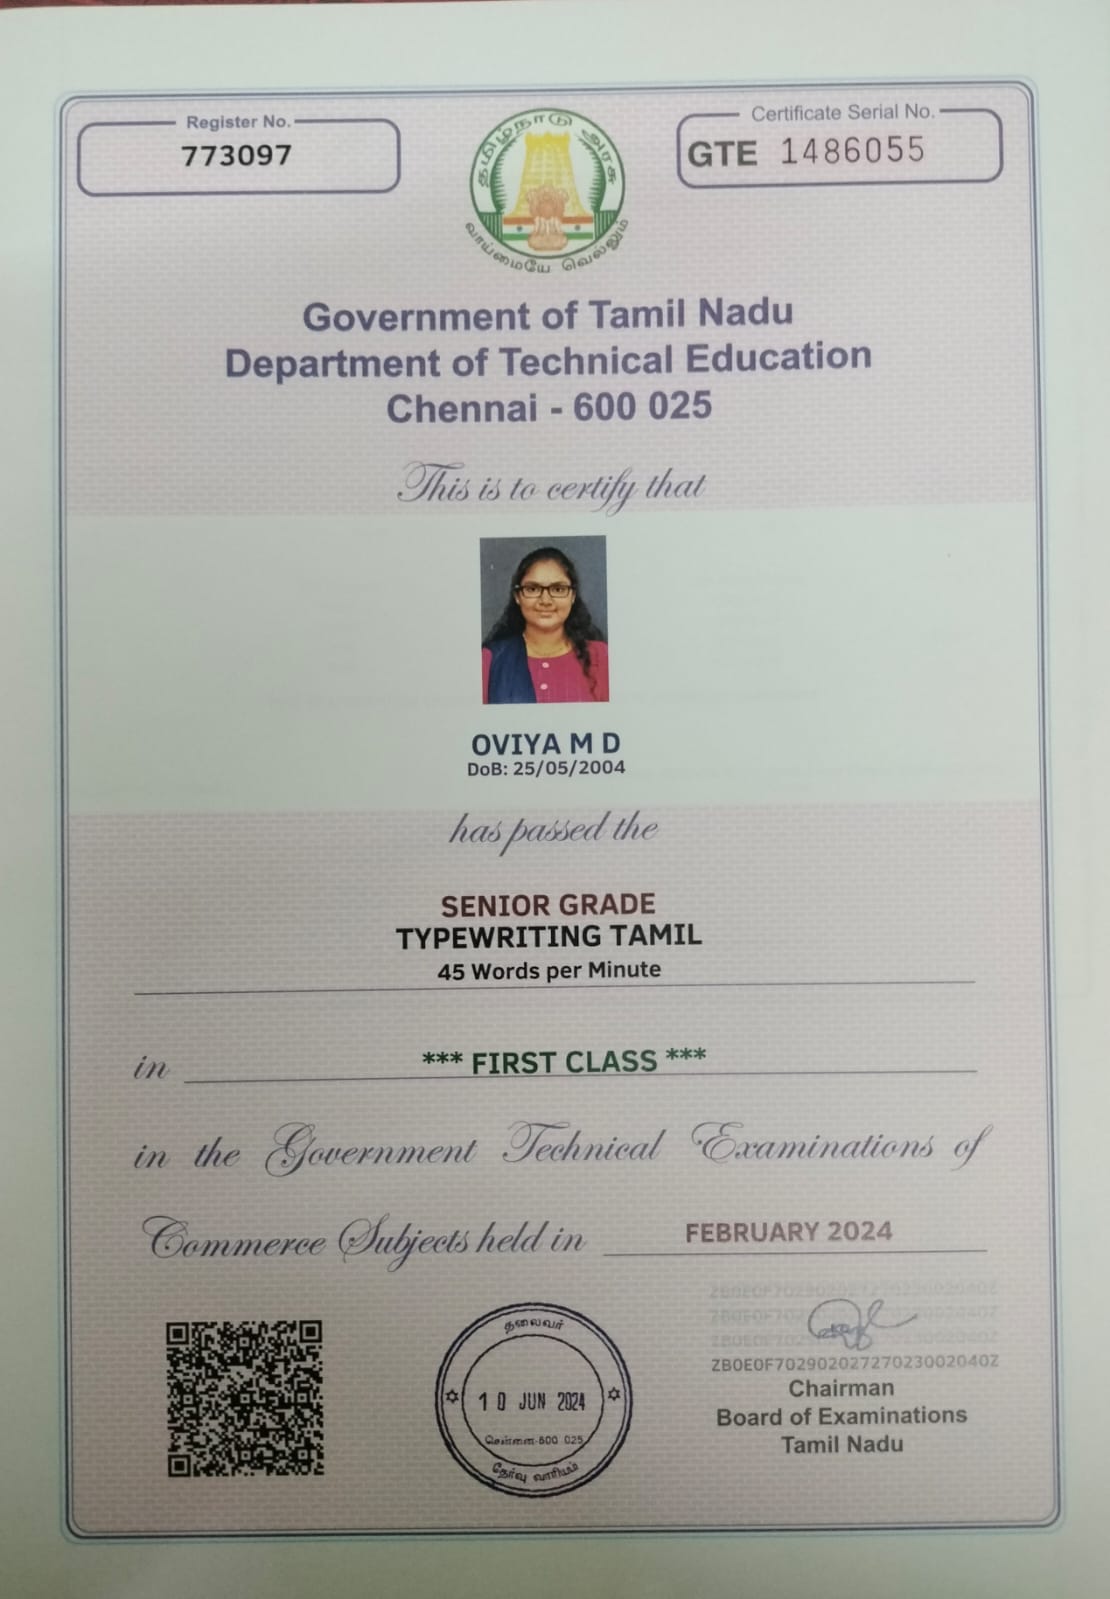 Register No.
773097
தமிழ்நாடு அரசு
வாய்மையே வெல்லும்
Certificate Serial No.
GTE 1486055
Government of Tamil Nadu
Department of Technical Education
Chennai - 600 025
This is to certify that
OVIYA M D
DoB: 25/05/2004
has passed the
SENIOR GRADE
TYPEWRITING TAMIL
45 Words per Minute
in *** FIRST CLASS ***
in the Government Technical Examinations of
Commerce Subjects held in FEBRUARY 2024
தலைவர்
10 JUN 2024
சென்னை-600 025
தேர்வு வாரியம்
ZB0E0F70290202727023002040Z
Chairman
Board of Examinations
Tamil Nadu